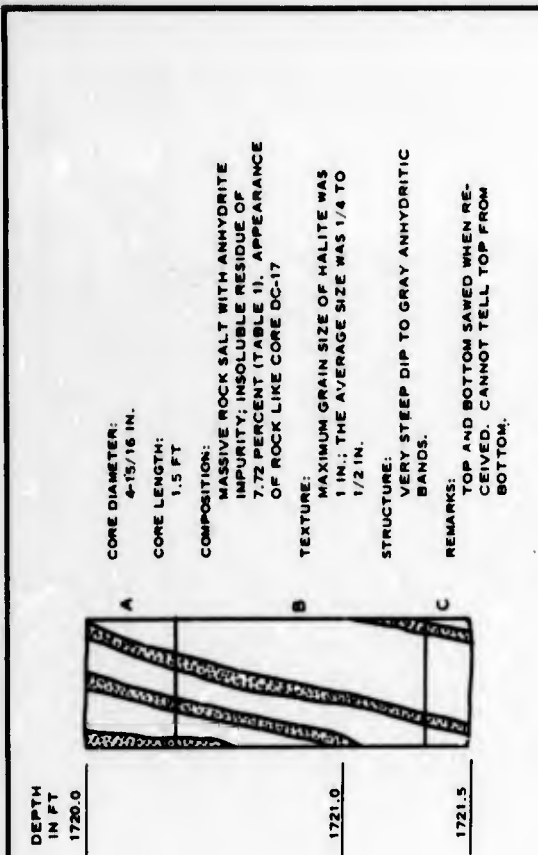 DEPTH
IN FT
1720.0
1721.0
1721.5
A
B
C
CORE DIAMETER:
4-15/16 IN.
CORE LENGTH:
1.5 FT
COMPOSITION:
MASSIVE ROCK SALT WITH ANHYDRITE
IMPURITY; INSOLUBLE RESIDUE OF
7.72 PERCENT (TABLE 1). APPEARANCE
OF ROCK LIKE CORE DC-17
TEXTURE:
MAXIMUM GRAIN SIZE OF HALITE WAS
1 IN.; THE AVERAGE SIZE WAS 1/4 TO
1/2 IN.
STRUCTURE:
VERY STEEP DIP TO GRAY ANHYDRITIC
BANDS.
REMARKS:
TOP AND BOTTOM SAWED WHEN RE-
CEIVED. CANNOT TELL TOP FROM
BOTTOM.